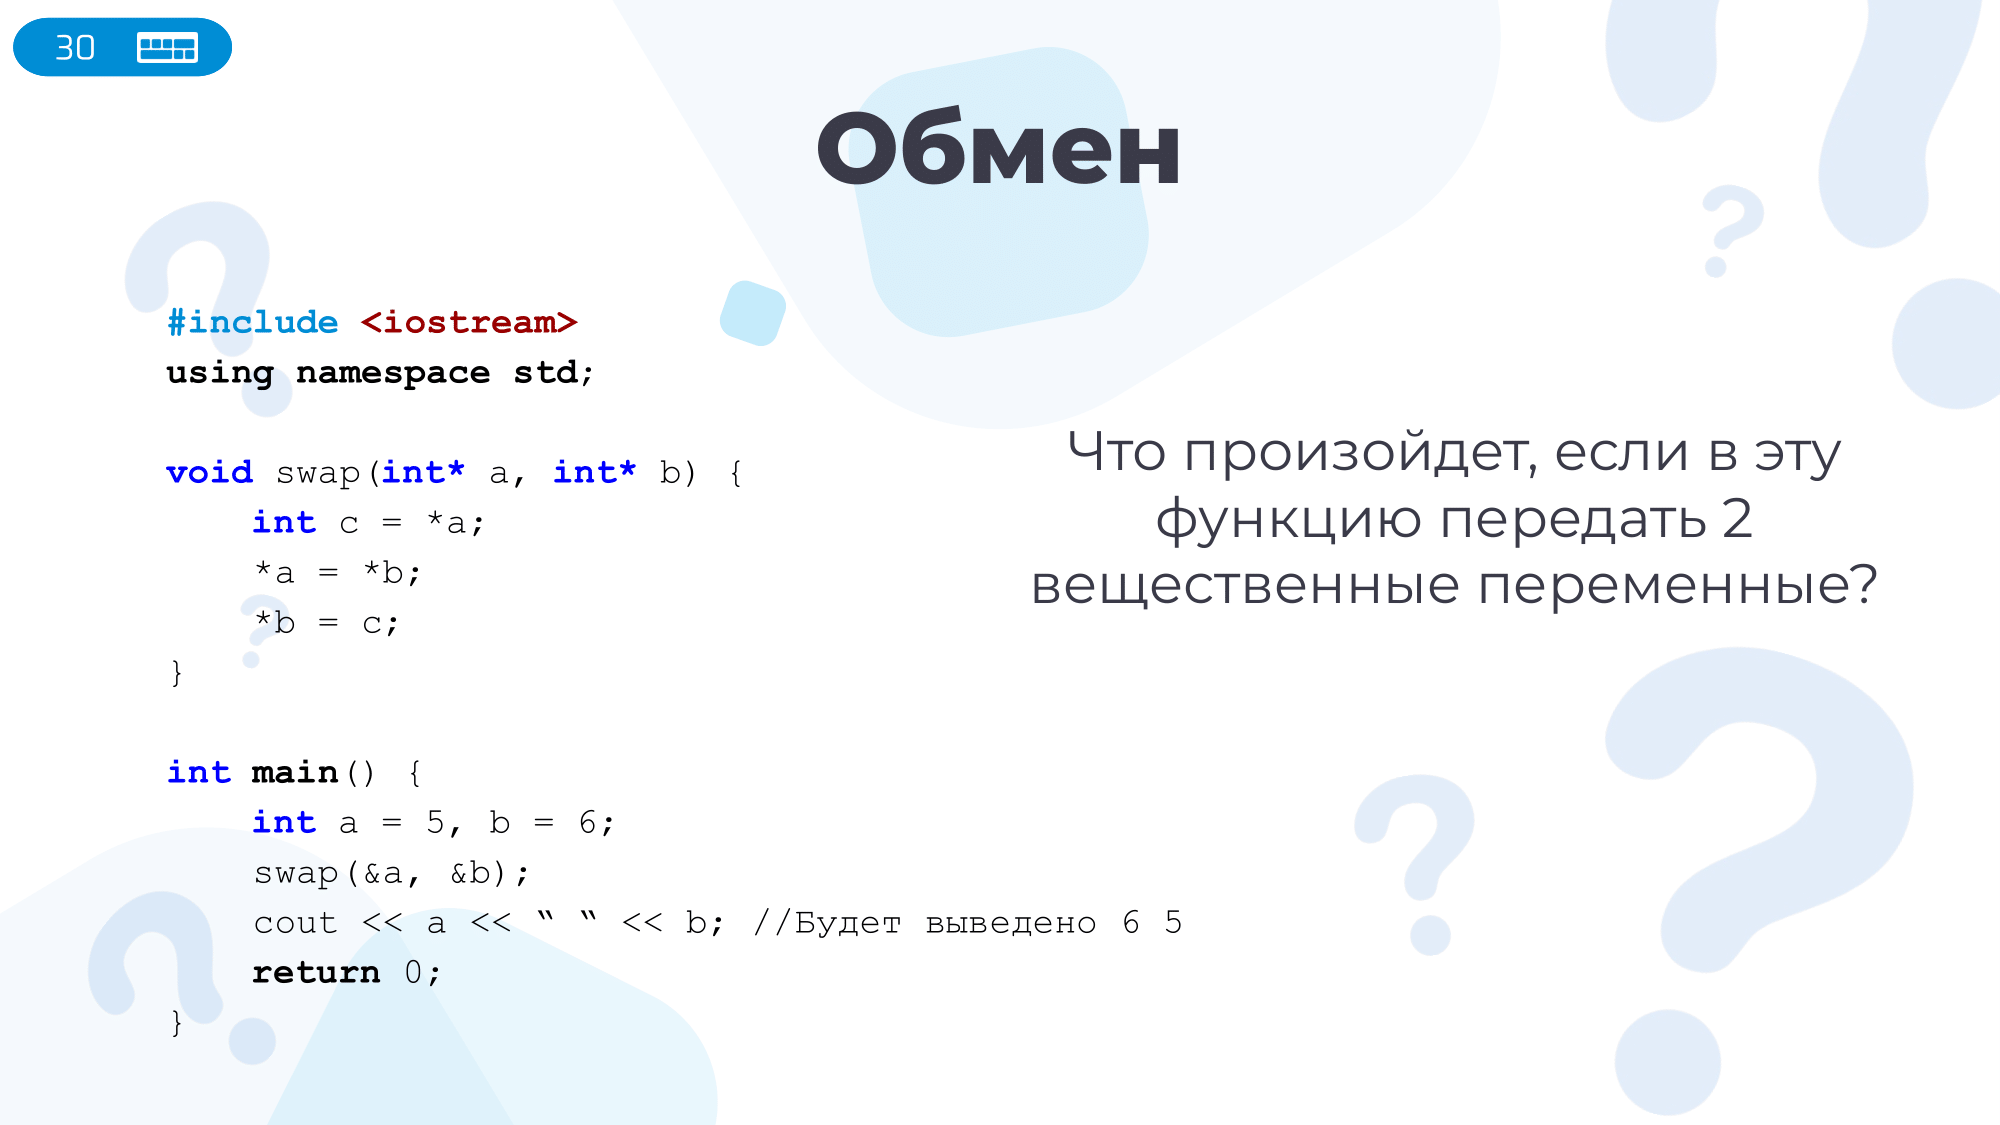 30
Обмен
#include <iostream>
using namespace std;
void swap(int* a, int* b) {
int c = *a;
*a = *b;
*b = c;
}
int main() {
int a = 5, b = 6;
swap(&a, &b);
cout << a << “ “ << b; //Будет выведено 6 5
return 0;
}
Что произойдет, если в эту
функцию передать 2
вещественные переменные?